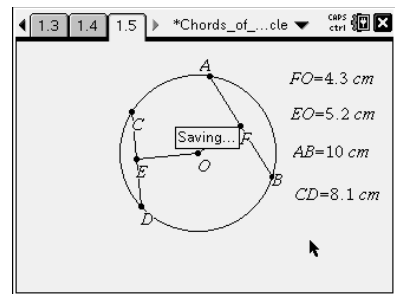 1.3 1.4 1.5 *Chords_of_...cle CAPS ctrl
A
FO=4.3 cm
C
EO=5.2 cm
Saving...
F
E
O
AB=10 cm
B
CD=8.1 cm
D